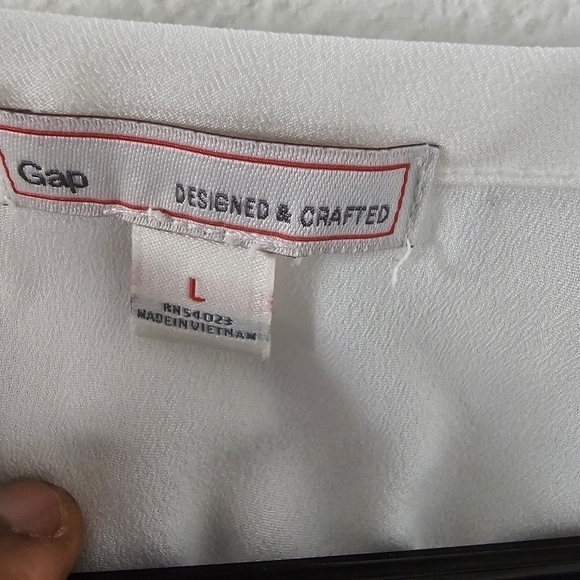 Gap DESIGNED & CRAFTED
L
RN54023
MADE IN VIETNAM